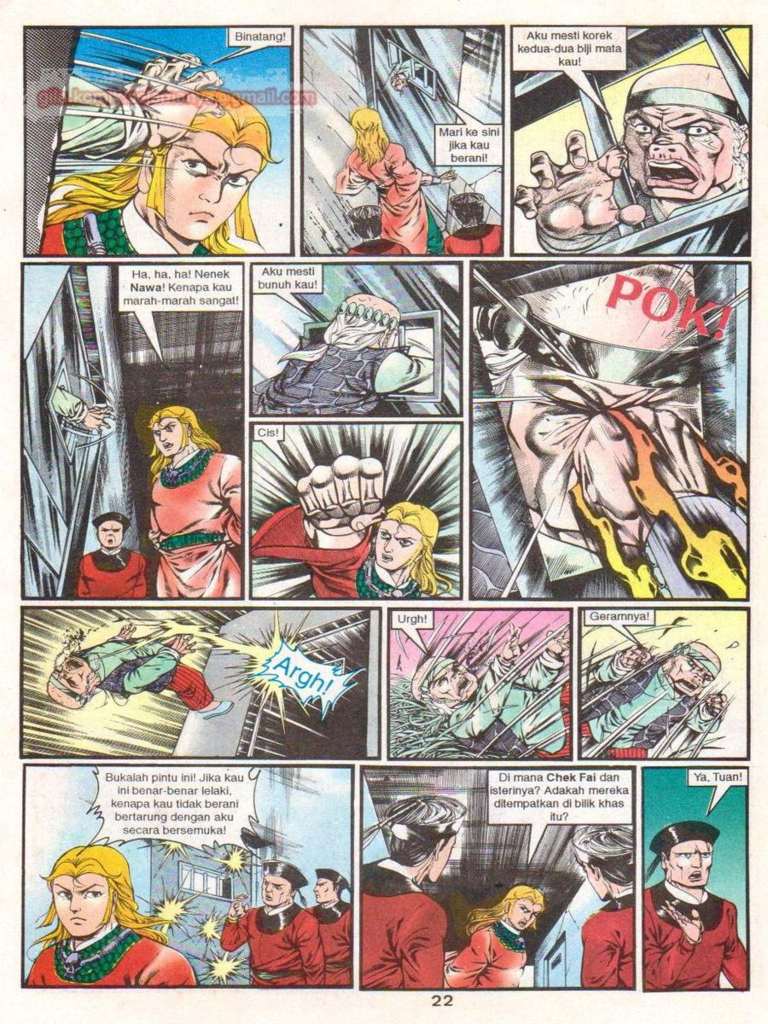 Binatang!
Mari ke sini
jika kau
berani!
Aku mesti korek
kedua-dua biji mata
kau!
Ha, ha, ha! Nenek
Nawa! Kenapa kau
marah-marah sangat!
Aku mesti
bunuh kau!
Cis!
POK!
Argh!
Urgh!
Geramnya!
Bukalah pintu ini! Jika kau
ini benar-benar lelaki,
kenapa kau tidak berani
bertarung dengan aku
secara bersemuka!
Di mana Chek Fai dan
isterinya? Adakah mereka
ditempatkan di bilik khas
itu?
Ya, Tuan!
22